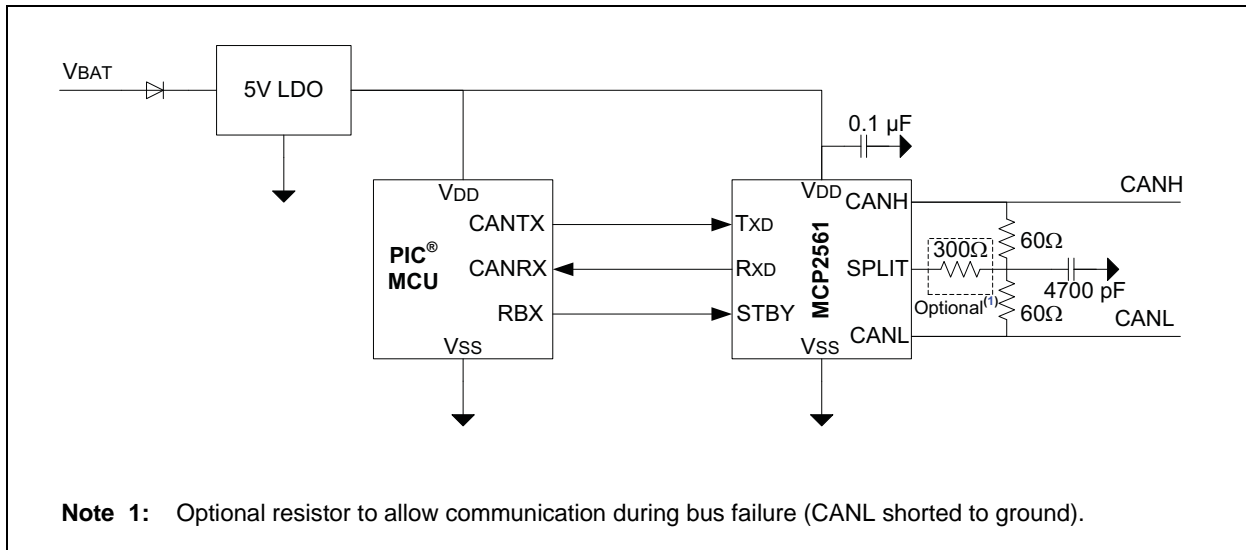 VBAT
5V LDO
0.1 µF
VDD
CANTX
CANRX
RBX
VSS
PIC®
MCU
VDD
TXD
RXD
STBY
VSS
MCP2561
CANH
SPLIT
CANL
CANH
60Ω
300Ω
Optional(1)
4700 pF
60Ω
CANL
Note 1: Optional resistor to allow communication during bus failure (CANL shorted to ground).